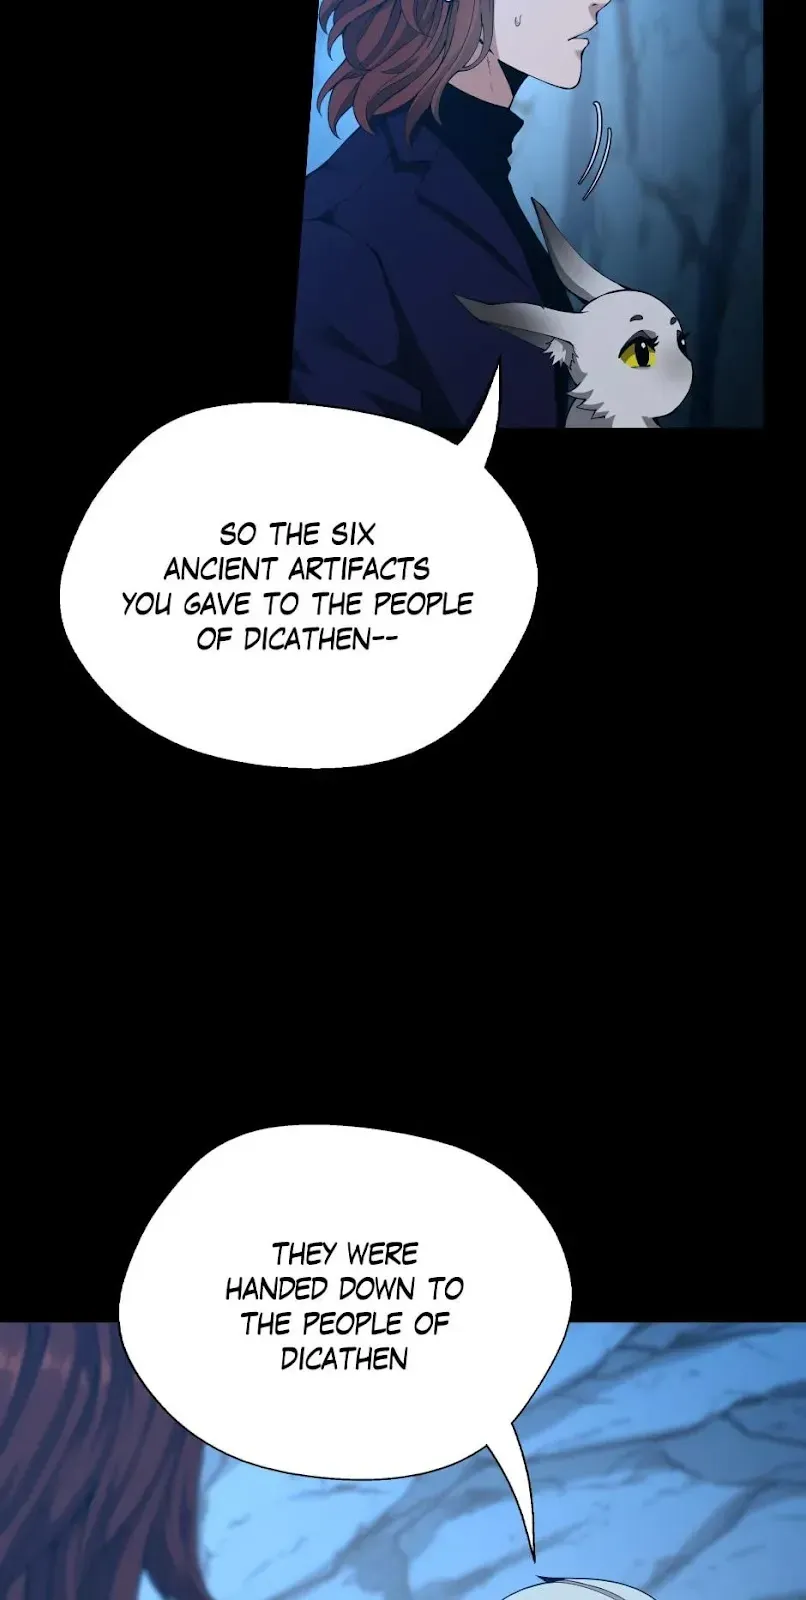 SO THE SIX
ANCIENT ARTIFACTS
YOU GAVE TO THE PEOPLE
OF DICATHEN--
THEY WERE
HANDED DOWN TO
THE PEOPLE OF
DICATHEN